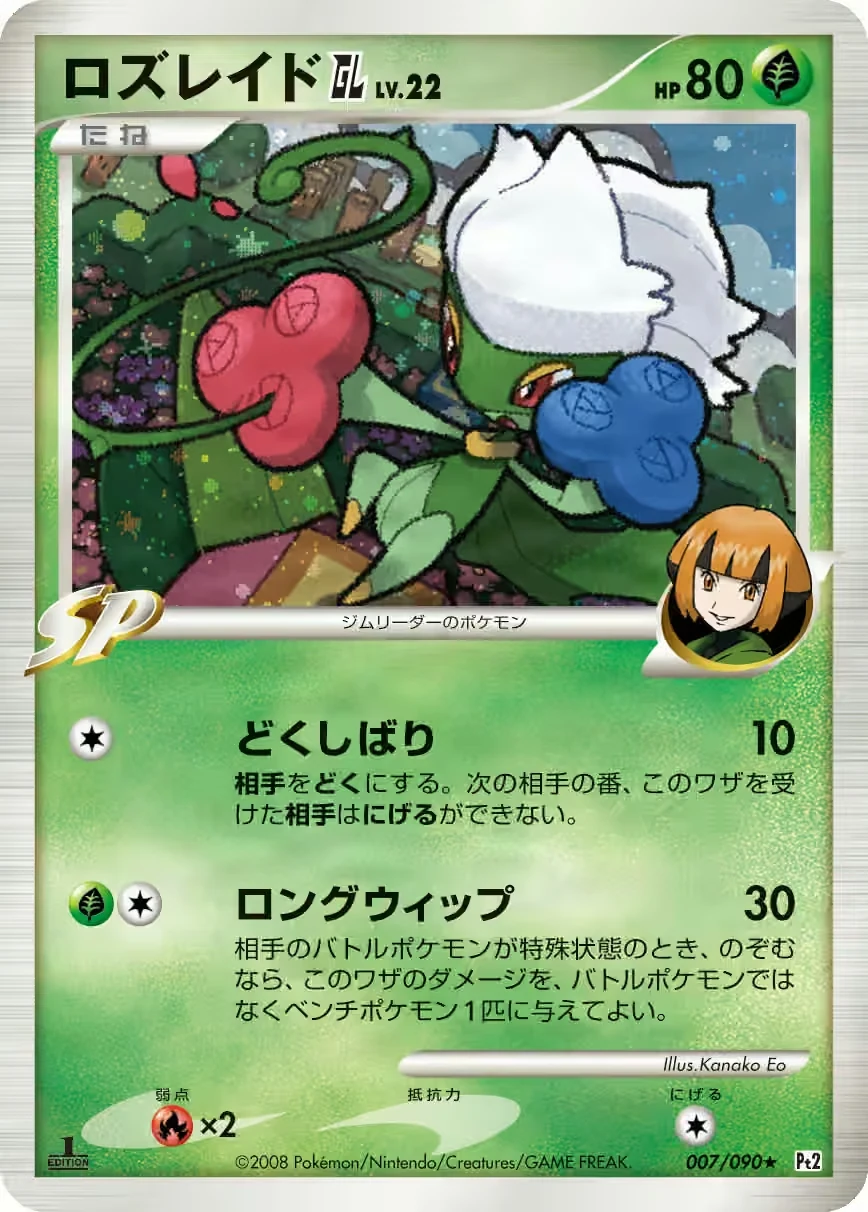 ロズレイド GL LV.22 HP 80
たね
SP
ジムリーダーのポケモン
どくしばり 10
相手をどくにする。次の相手の番、このワザを受
けた相手はにげるができない。
ロングウィップ 30
相手のバトルポケモンが特殊状態のとき、のぞむ
なら、このワザのダメージを、バトルポケモンでは
なくベンチポケモン1匹に与えてよい。
Illus.Kanako Eo
弱点 抵抗力 にげる
×2
1 EDITION ©2008 Pokémon/Nintendo/Creatures/GAME FREAK. 007/090★ Pt2